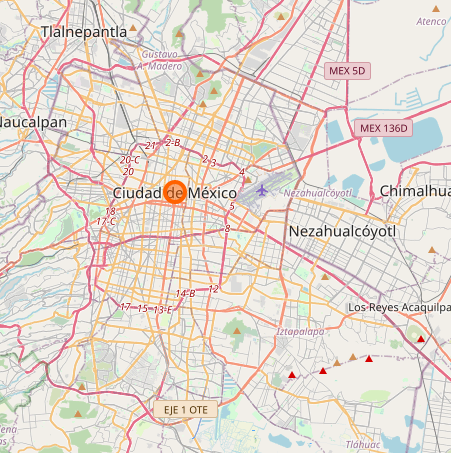 Tlalnepantla
Atenco
Gustavo
A. Madero
MEX 5D
Naucalpan
MEX 136D
21
2-B
20-C
2
3
20
4
Ciudad de México
Nezahualcóyotl
Chimalhua
18
5
17-C
8
Nezahualcóyotl
14-B
12
17
15
13-E
Los Reyes Acaquilpa
Iztapalapa
EJE 1 OTE
ena
os
Tláhuac